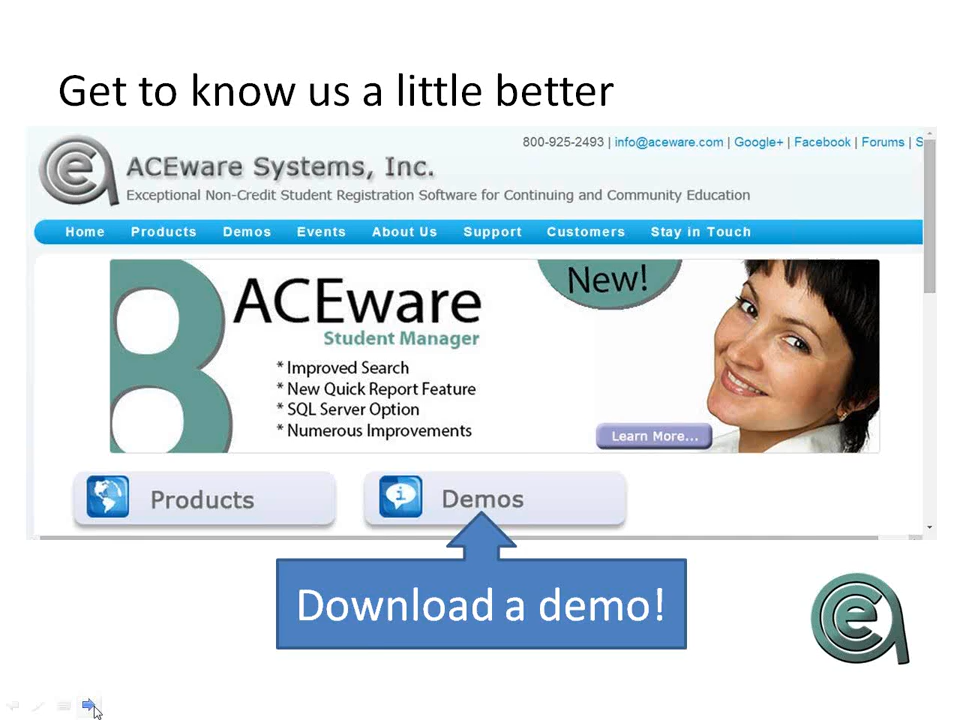 Get to know us a little better
800-925-2493 | info@aceware.com | Google+ | Facebook | Forums | S
ACEware Systems, Inc.
Exceptional Non-Credit Student Registration Software for Continuing and Community Education
Home Products Demos Events About Us Support Customers Stay in Touch
8
ACEware
New!
Student Manager
* Improved Search
* New Quick Report Feature
* SQL Server Option
* Numerous Improvements
Learn More...
Products
Demos
Download a demo!